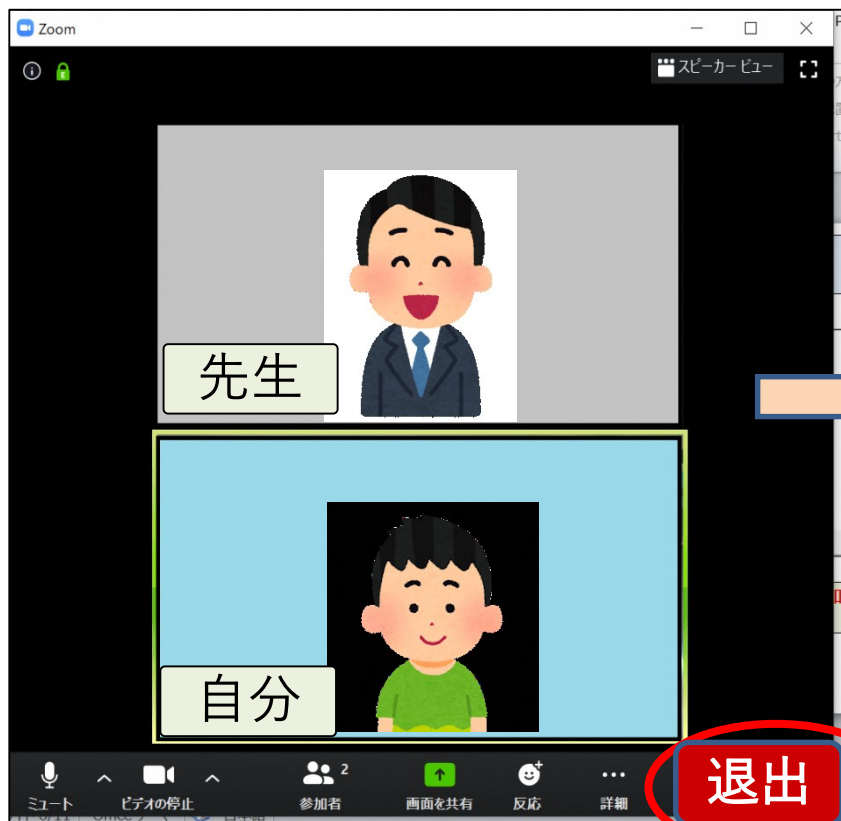 Zoom
スピーカー ビュー
先生
自分
2
ミュート
ビデオの停止
参加者
画面を共有
反応
詳細
退出